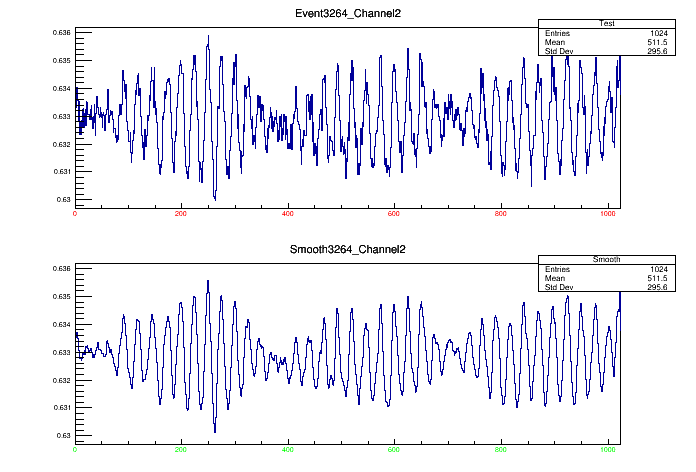 Event3264_Channel2
Test
Entries 1024
Mean 511.5
Std Dev 295.6
0.636
0.635
0.634
0.633
0.632
0.631
0.63
0 200 400 600 800 1000
Smooth3264_Channel2
Smooth
Entries 1024
Mean 511.5
Std Dev 295.6
0.636
0.635
0.634
0.633
0.632
0.631
0.63
0 200 400 600 800 1000